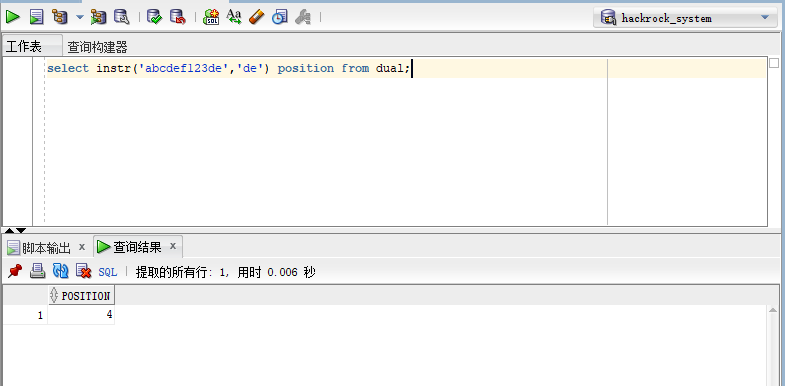 hackrock_system
工作表 查询构建器
select instr('abcdefl23de','de') position from dual;
脚本输出 x 查询结果 x
SQL | 提取的所有行: 1, 用时 0.006 秒
POSITION
1 4